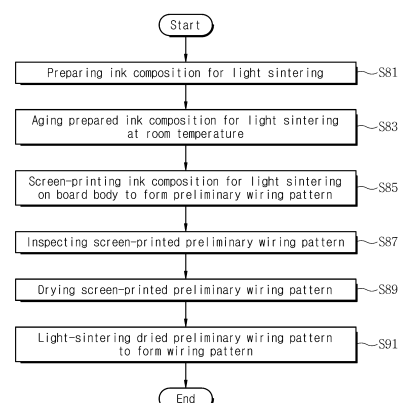 Start
Preparing ink composition for light sintering
S81
Aging prepared ink composition for light sintering
at room temperature
S83
Screen-printing ink composition for light sintering
on board body to form preliminary wiring pattern
S85
Inspecting screen-printed preliminary wiring pattern
S87
Drying screen-printed preliminary wiring pattern
S89
Light-sintering dried preliminary wiring pattern
to form wiring pattern
S91
End